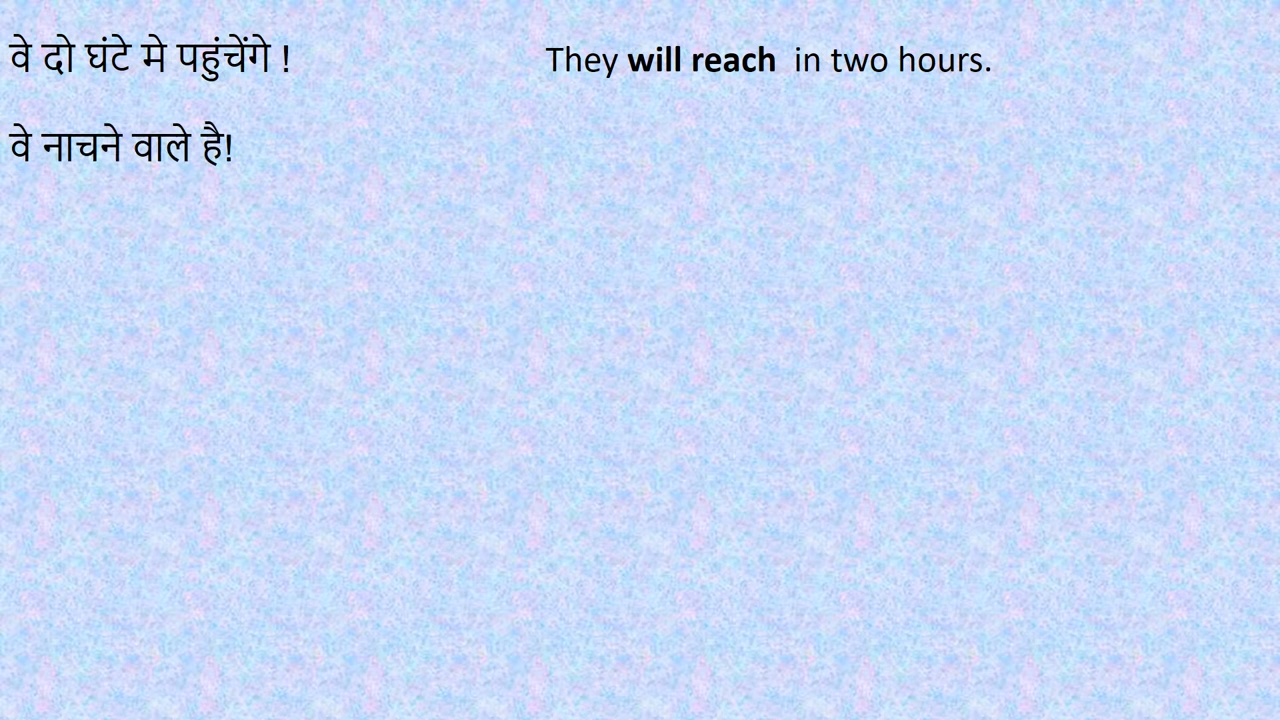 वे दो घंटे मे पहुंचेंगे ! They will reach in two hours.
वे नाचने वाले है!